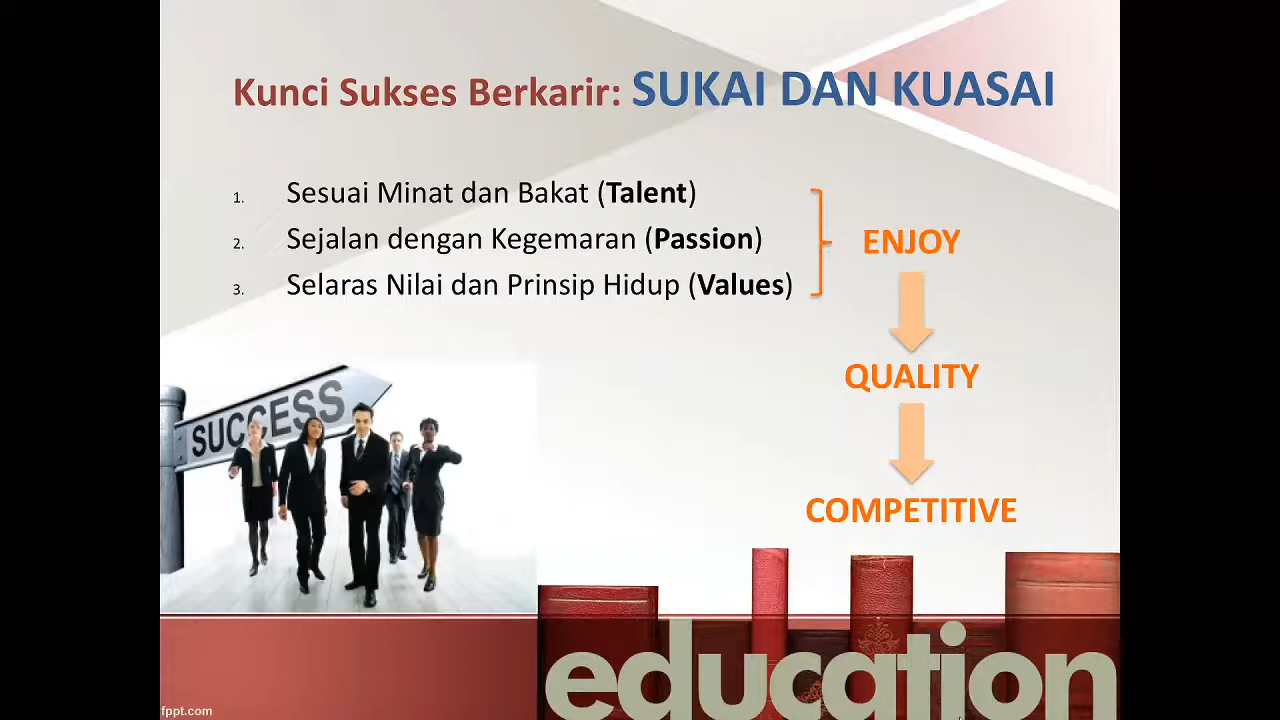 Kunci Sukses Berkarir: SUKAI DAN KUASAI
1. Sesuai Minat dan Bakat (Talent)
2. Sejalan dengan Kegemaran (Passion)
3. Selaras Nilai dan Prinsip Hidup (Values)
ENJOY
QUALITY
COMPETITIVE
SUCCESS
education
fppt.com